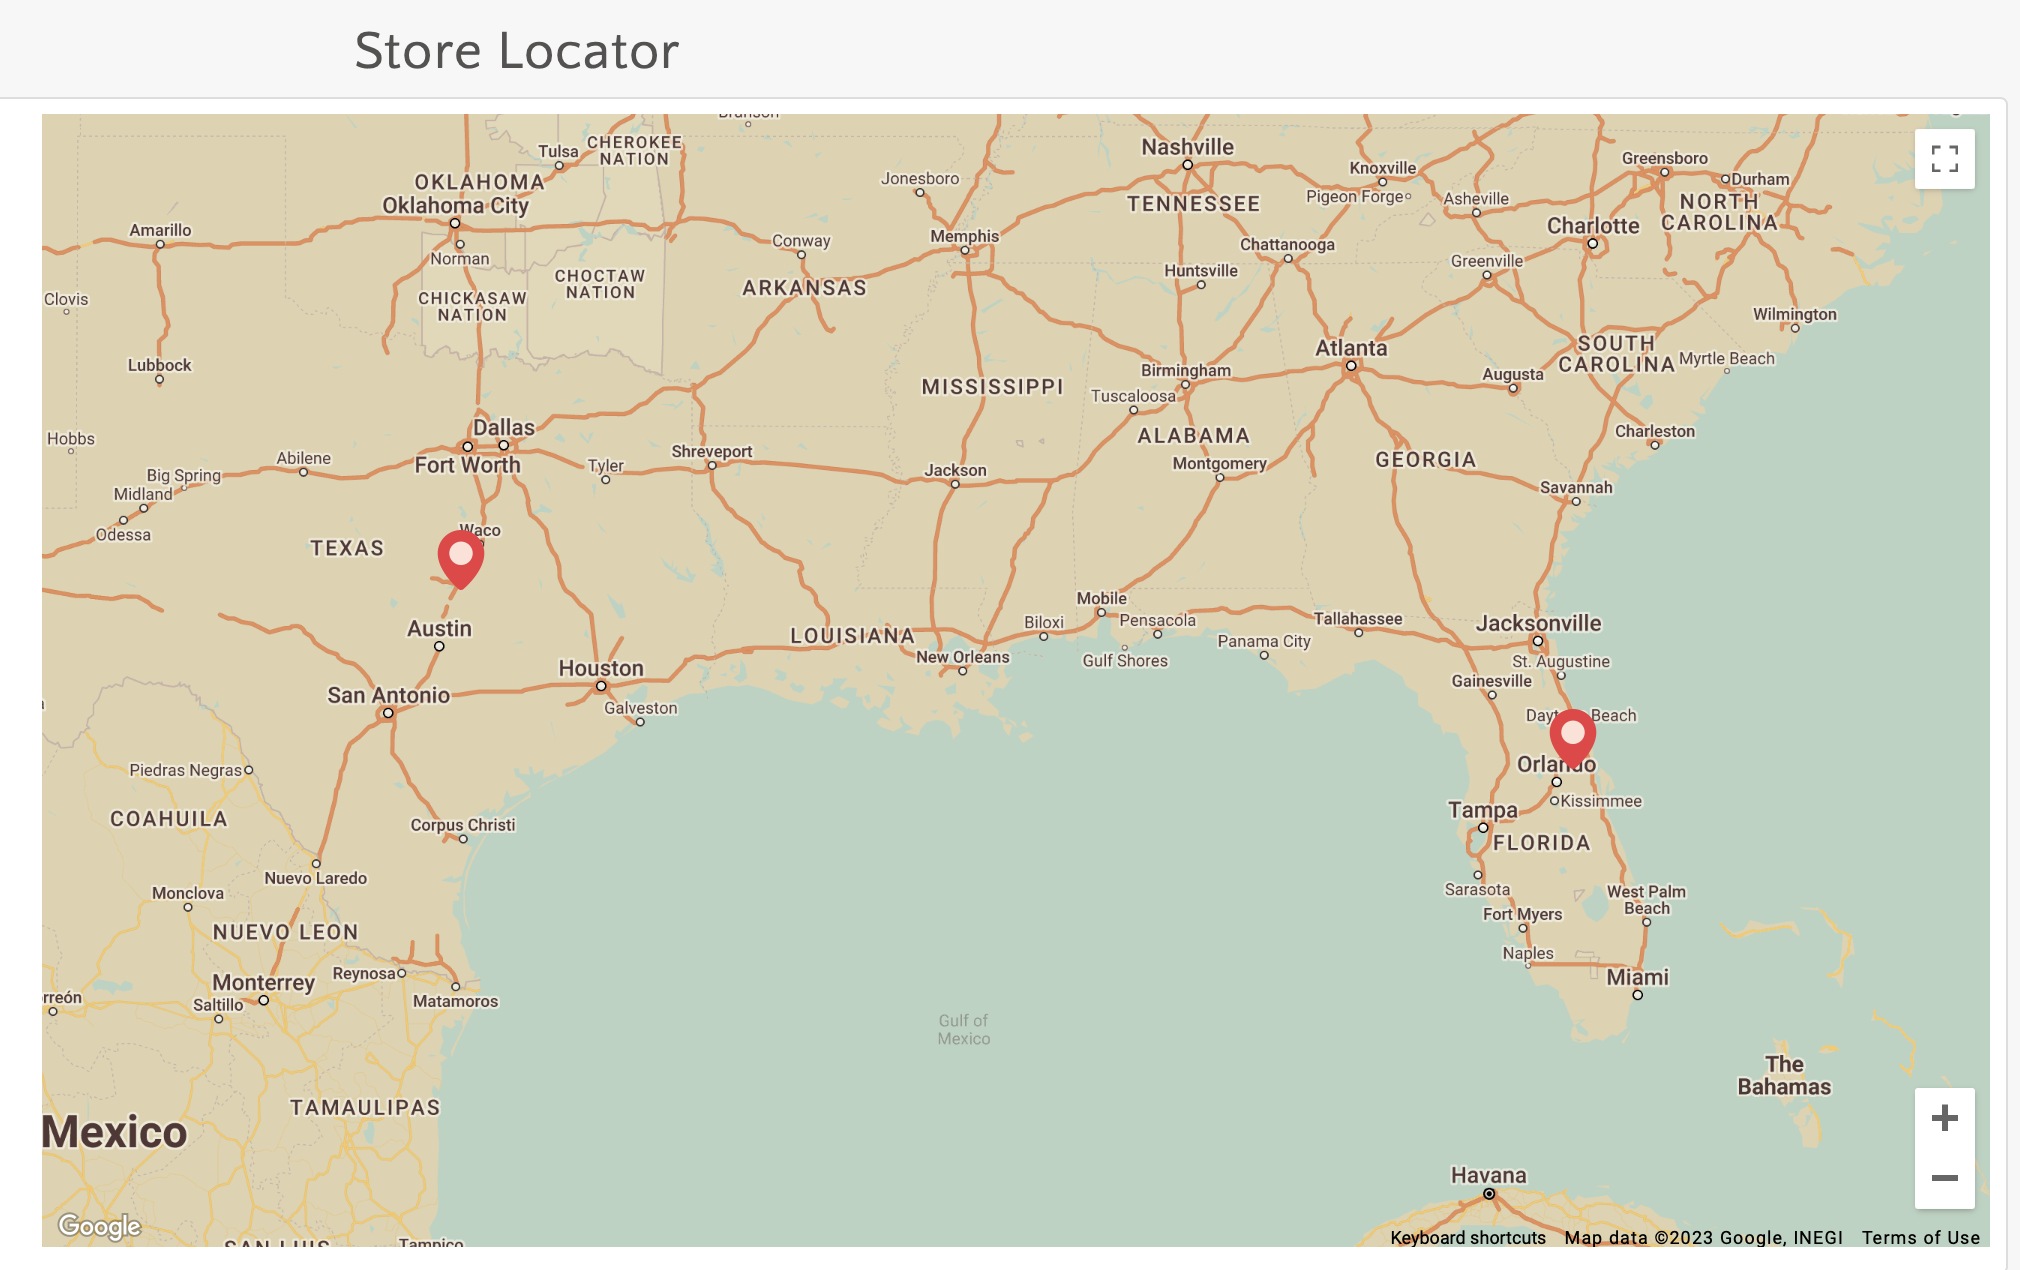 Store Locator
Nashville
Tulsa
CHEROKEE
NATION
Knoxville
Greensboro
Durham
Jonesboro
OKLAHOMA
Oklahoma City
TENNESSEE
Pigeon Forge
Asheville
NORTH
CAROLINA
Charlotte
Amarillo
Conway
Memphis
Chattanooga
Norman
Huntsville
Greenville
CHOCTAW
NATION
ARKANSAS
CHICKASAW
NATION
Clovis
Wilmington
Atlanta
SOUTH
CAROLINA
Myrtle Beach
Lubbock
Birmingham
Augusta
MISSISSIPPI
Tuscaloosa
Dallas
Charleston
ALABAMA
Hobbs
Shreveport
Fort Worth
Abilene
Tyler
Jackson
Montgomery
GEORGIA
Big Spring
Midland
Savannah
Odessa
Waco
TEXAS
Mobile
Austin
LOUISIANA
Biloxi
Pensacola
Tallahassee
Jacksonville
Panama City
New Orleans
Gulf Shores
St. Augustine
Houston
Gainesville
San Antonio
Galveston
Beach
Piedras Negras
Orlando
COAHUILA
Corpus Christi
Tampa
Kissimmee
FLORIDA
Nuevo Laredo
Monclova
Sarasota
West Palm
Beach
Fort Myers
NUEVO LEON
Naples
Monterrey
Reynosa
Miami
Saltillo
Matamoros
Gulf of
Mexico
The
Bahamas
TAMAULIPAS
Mexico
Havana
Google
Keyboard shortcuts
Map data ©2023 Google, INEGI
Terms of Use